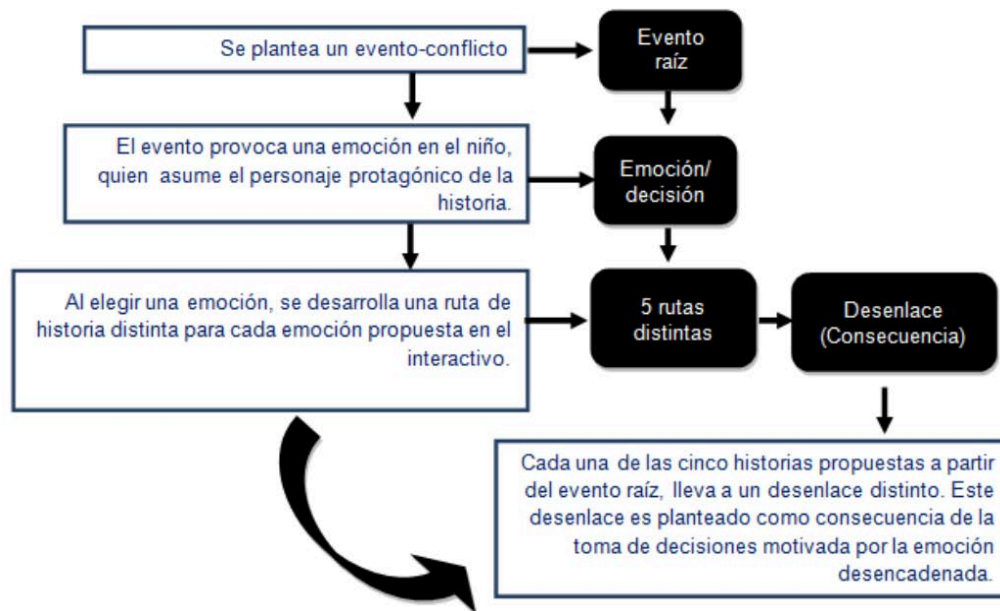 Se plantea un evento-conflicto
Evento
raíz
El evento provoca una emoción en el niño,
quien asume el personaje protagónico de la
historia.
Emoción/
decisión
Al elegir una emoción, se desarrolla una ruta de
historia distinta para cada emoción propuesta en el
interactivo.
5 rutas
distintas
Desenlace
(Consecuencia)
Cada una de las cinco historias propuestas a partir
del evento raíz, lleva a un desenlace distinto. Este
desenlace es planteado como consecuencia de la
toma de decisiones motivada por la emoción
desencadenada.